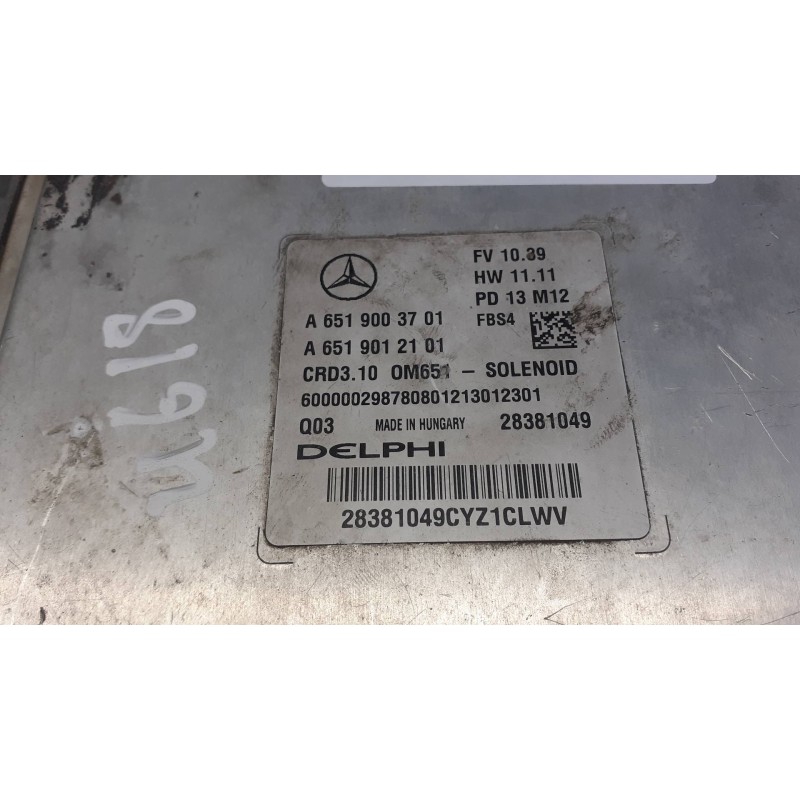 FV 10.39
HW 11.11
PD 13 M12
A 651 900 37 01
FBS4
A 651 901 21 01
CRD3.10 OM651 - SOLENOID
600000298780801213012301
Q03 MADE IN HUNGARY 28381049
DELPHI
28381049CYZ1CLWV